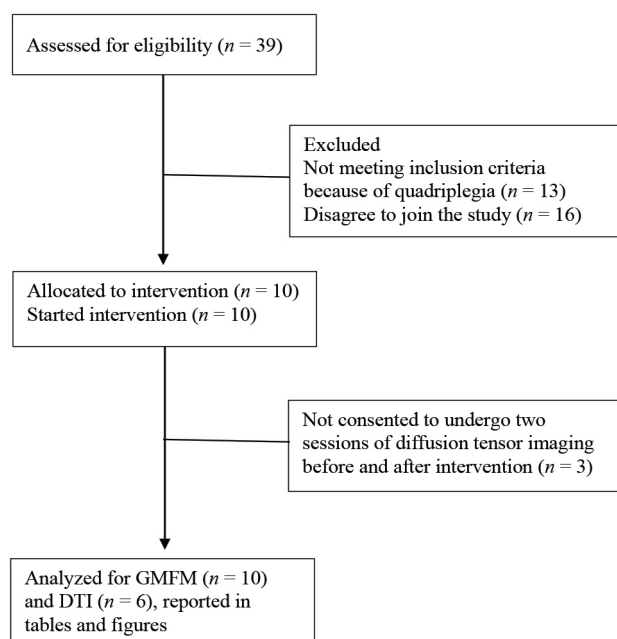 Assessed for eligibility (n = 39)
Excluded
Not meeting inclusion criteria
because of quadriplegia (n = 13)
Disagree to join the study (n = 16)
Allocated to intervention (n = 10)
Started intervention (n = 10)
Not consented to undergo two
sessions of diffusion tensor imaging
before and after intervention (n = 3)
Analyzed for GMFM (n = 10)
and DTI (n = 6), reported in
tables and figures